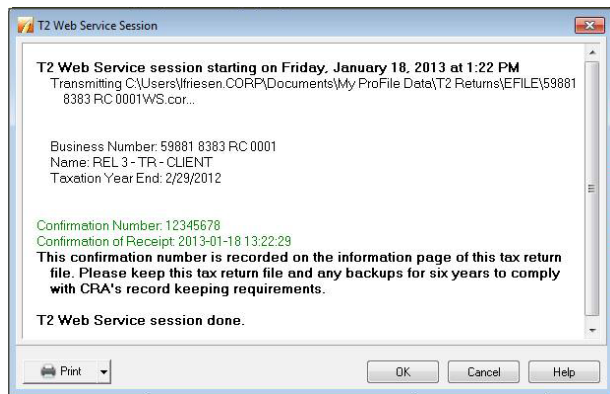 T2 Web Service Session
T2 Web Service session starting on Friday, January 18, 2013 at 1:22 PM
Transmitting C:\Users\lfriesen.CORP\Documents\My ProFile Data\T2 Returns\EFILE\59881
8383 RC 0001WS.cor...
Business Number: 59881 8383 RC 0001
Name: REL 3 - TR - CLIENT
Taxation Year End: 2/29/2012
Confirmation Number: 12345678
Confirmation of Receipt: 2013-01-18 13:22:29
This confirmation number is recorded on the information page of this tax return
file. Please keep this tax return file and any backups for six years to comply
with CRA's record keeping requirements.
T2 Web Service session done.
Print OK Cancel Help